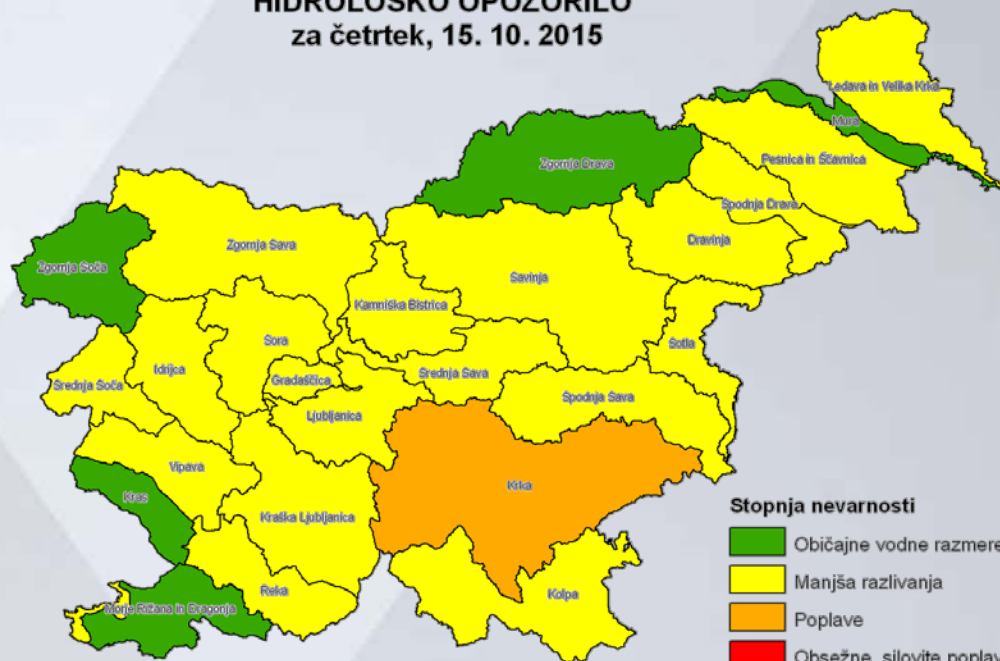 HIDROLOŠKO OPOZORILO
za četrtek, 15. 10. 2015
Ledava in Velika Krka
Mura
Zgornja Drava
Pesnica in Ščavnica
Spodnja Drava
Dravinja
Zgornja Sava
Zgornja Soča
Savinja
Kamniška Bistrica
Sora
Sotla
Idrijca
Srednja Soča
Gradaščica
Srednja Sava
Spodnja Sava
Ljubljanica
Vipava
Kras
Krka
Kraška Ljubljanica
Reka
Kolpa
Morje Rižana in Dragonja
Stopnja nevarnosti
Običajne vodne razmere
Manjša razlivanja
Poplave
Obsežne, silovite poplav